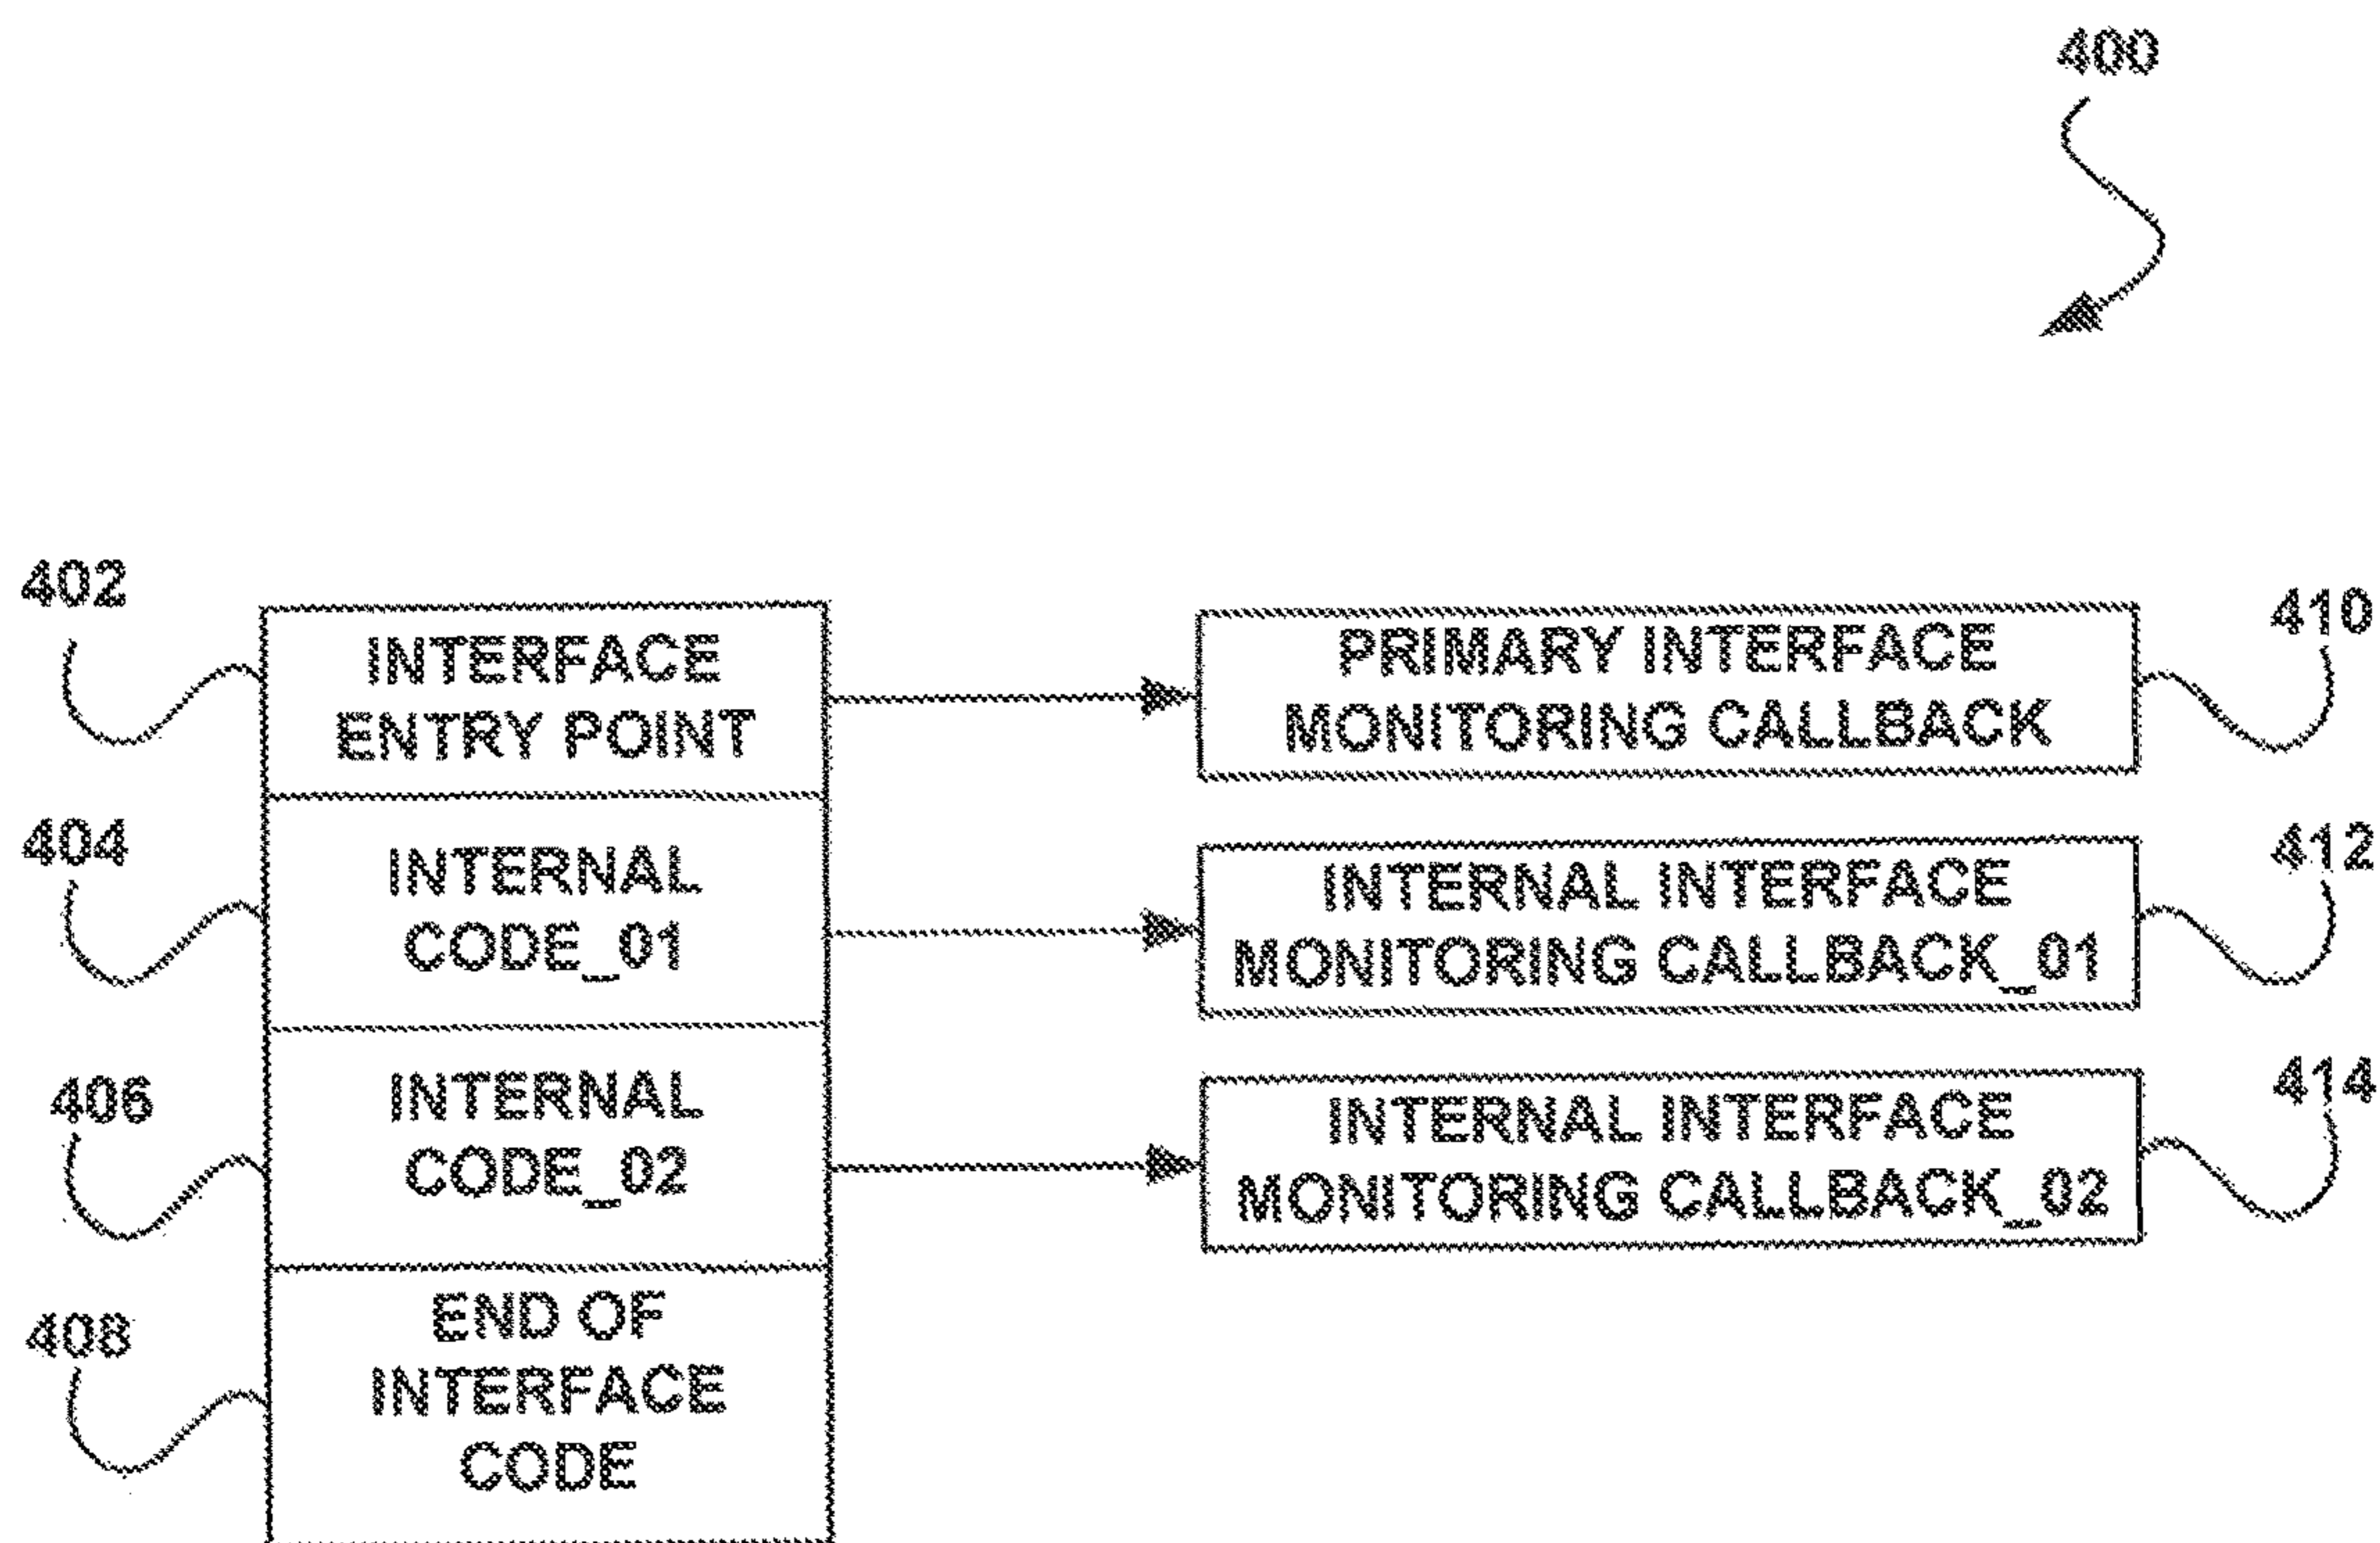 400
402
INTERFACE
ENTRY POINT
PRIMARY INTERFACE
MONITORING CALLBACK
410
404
INTERNAL
CODE_01
INTERNAL INTERFACE
MONITORING CALLBACK_01
412
406
INTERNAL
CODE_02
INTERNAL INTERFACE
MONITORING CALLBACK_02
414
408
END OF
INTERFACE
CODE